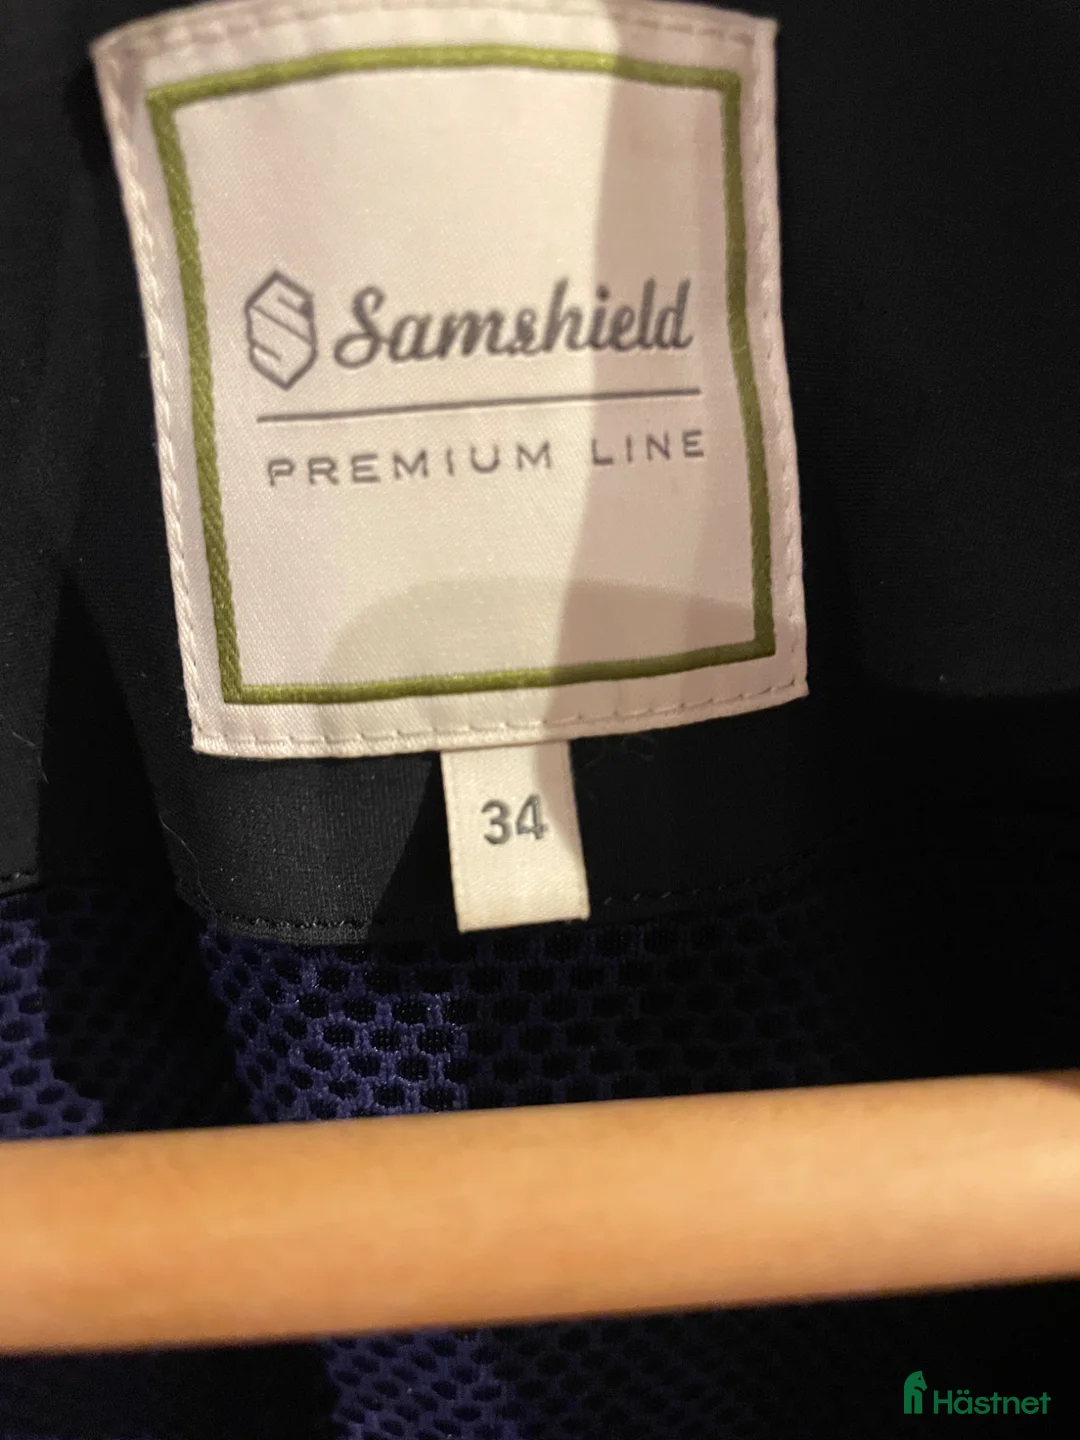 Samshield
PREMIUM LINE
34
Hästnet